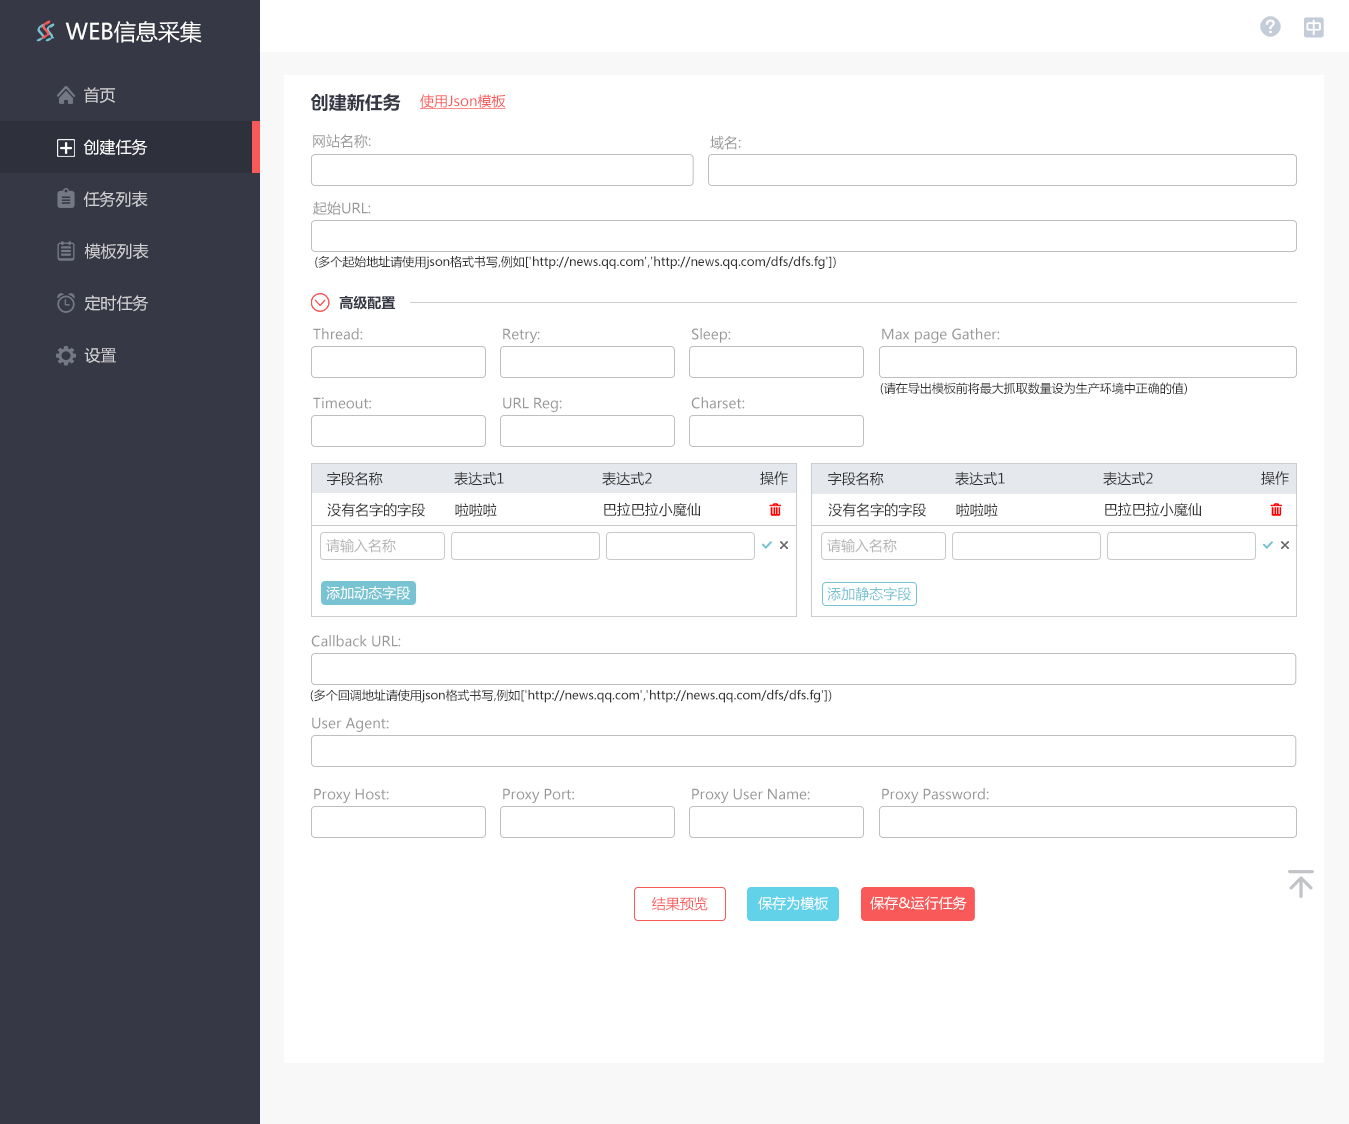 WEB信息采集
中
首页
创建任务
任务列表
模板列表
定时任务
设置
创建新任务 使用Json模板
网站名称: 域名:
起始URL:
(多个起始地址请使用json格式书写,例如['http://news.qq.com','http://news.qq.com/dfs/dfs.fg'])
高级配置
Thread: Retry: Sleep: Max page Gather:
(请在导出模板前将最大抓取数量设为生产环境中正确的值)
Timeout: URL Reg: Charset:
字段名称 表达式1 表达式2 操作 字段名称 表达式1 表达式2 操作
没有名字的字段 啦啦啦 巴拉巴拉小魔仙 没有名字的字段 啦啦啦 巴拉巴拉小魔仙
请输入名称 请输入名称
添加动态字段 添加静态字段
Callback URL:
(多个回调地址请使用json格式书写,例如['http://news.qq.com','http://news.qq.com/dfs/dfs.fg'])
User Agent:
Proxy Host: Proxy Port: Proxy User Name: Proxy Password:
结果预览 保存为模板 保存&运行任务